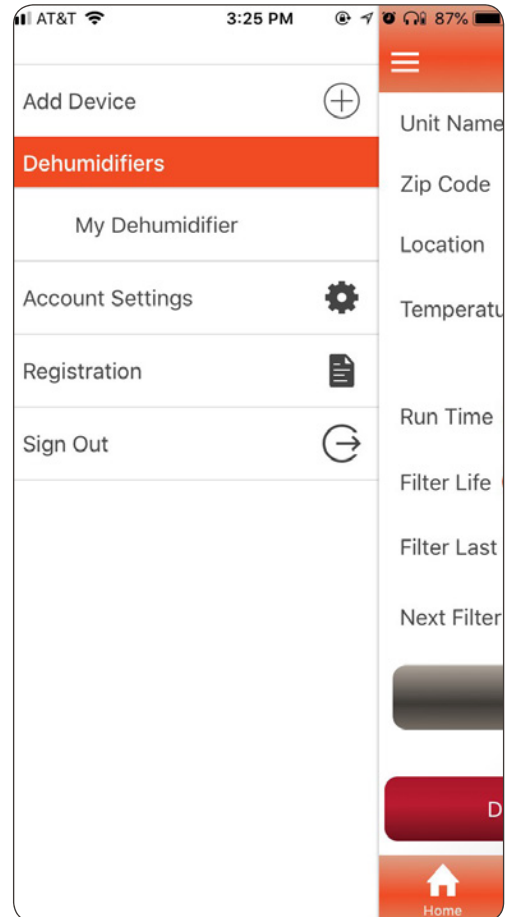 AT&T 3:25 PM 87%
Add Device
Dehumidifiers
My Dehumidifier
Account Settings
Registration
Sign Out
Unit Name
Zip Code
Location
Temperatu
Run Time
Filter Life
Filter Last
Next Filter
D
Home